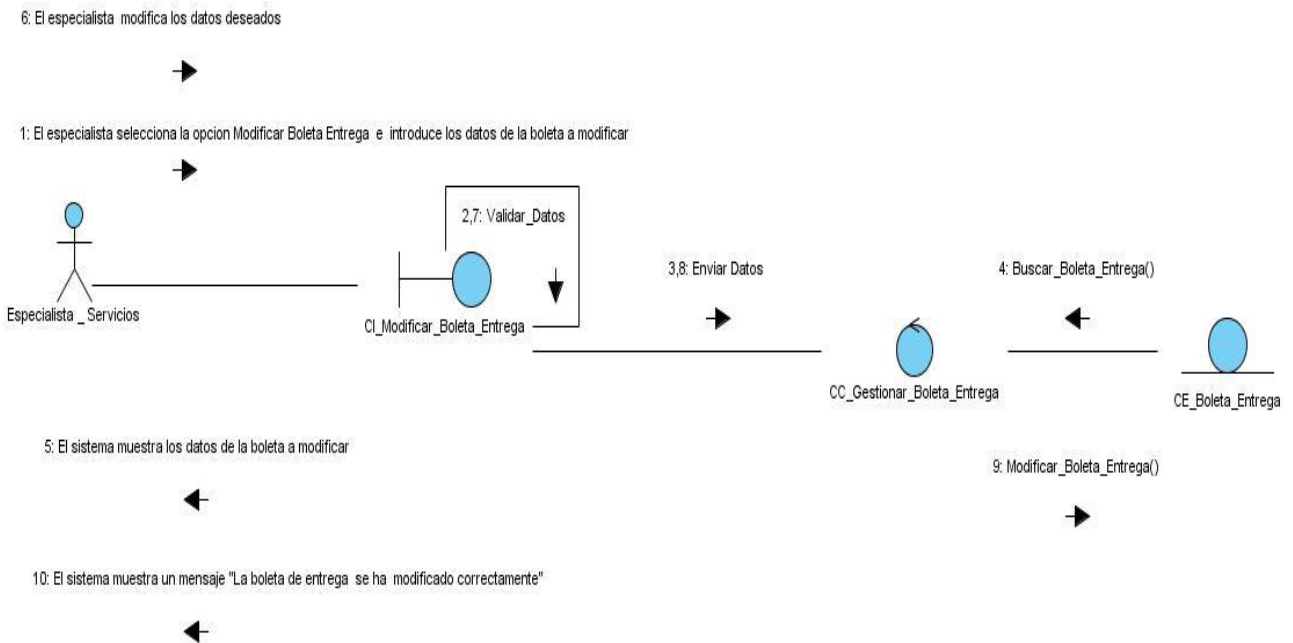 6: El especialista modifica los datos deseados
1: El especialista selecciona la opcion Modificar Boleta Entrega e introduce los datos de la boleta a modificar
2,7: Validar_Datos
3,8: Enviar Datos
4: Buscar_Boleta_Entrega()
Especialista _ Servicios
CI_Modificar_Boleta_Entrega
CC_Gestionar_Boleta_Entrega
CE_Boleta_Entrega
5: El sistema muestra los datos de la boleta a modificar
9: Modificar_Boleta_Entrega()
10: El sistema muestra un mensaje "La boleta de entrega se ha modificado correctamente"